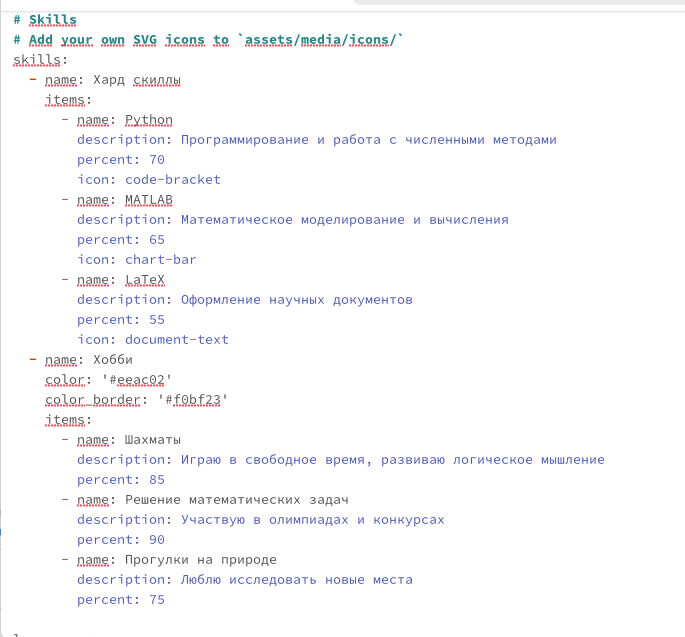 # Skills
# Add your own SVG icons to `assets/media/icons/`
skills:
  - name: Хард скиллы
    items:
      - name: Python
        description: Программирование и работа с численными методами
        percent: 70
        icon: code-bracket
      - name: MATLAB
        description: Математическое моделирование и вычисления
        percent: 65
        icon: chart-bar
      - name: LaTeX
        description: Оформление научных документов
        percent: 55
        icon: document-text
  - name: Хобби
    color: '#eeac02'
    color_border: '#f0bf23'
    items:
      - name: Шахматы
        description: Играю в свободное время, развиваю логическое мышление
        percent: 85
      - name: Решение математических задач
        description: Участвую в олимпиадах и конкурсах
        percent: 90
      - name: Прогулки на природе
        description: Люблю исследовать новые места
        percent: 75